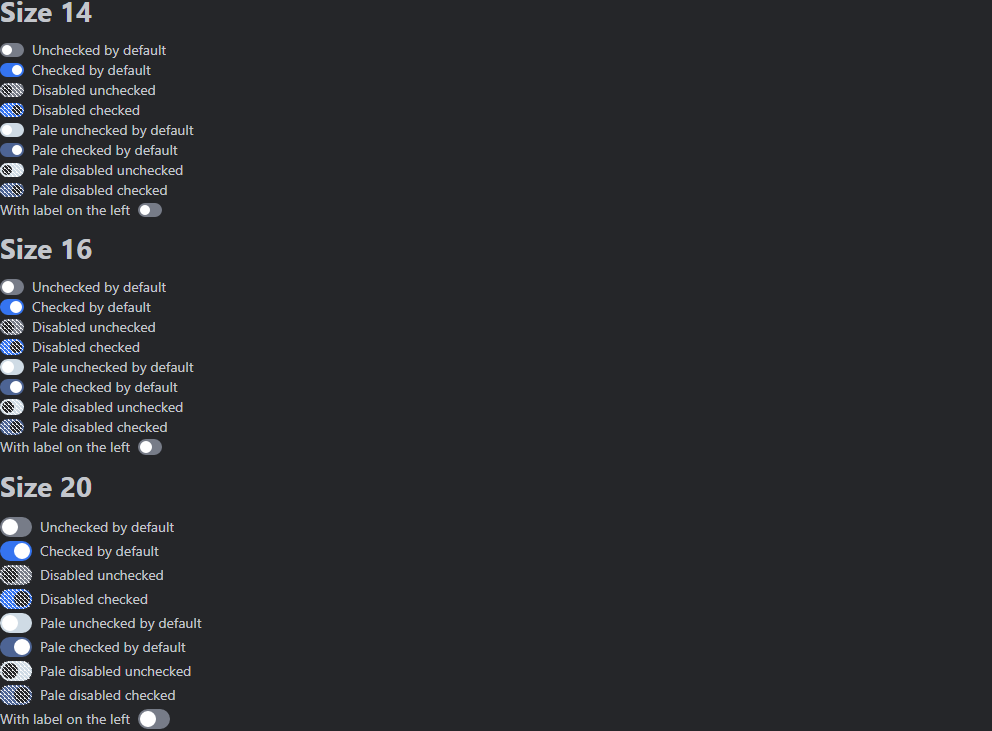 Size 14
Unchecked by default
Checked by default
Disabled unchecked
Disabled checked
Pale unchecked by default
Pale checked by default
Pale disabled unchecked
Pale disabled checked
With label on the left
Size 16
Unchecked by default
Checked by default
Disabled unchecked
Disabled checked
Pale unchecked by default
Pale checked by default
Pale disabled unchecked
Pale disabled checked
With label on the left
Size 20
Unchecked by default
Checked by default
Disabled unchecked
Disabled checked
Pale unchecked by default
Pale checked by default
Pale disabled unchecked
Pale disabled checked
With label on the left